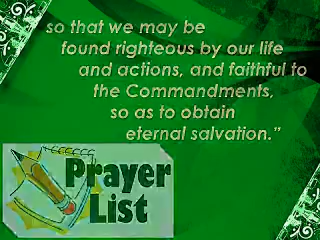 so that we may be
found righteous by our life
and actions, and faithful to
the Commandments,
so as to obtain
eternal salvation.”
Prayer
List